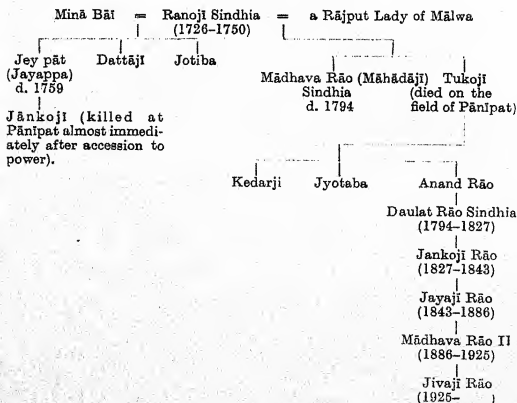 Minā Bāī = Ranojī Sindhia = a Rājput Lady of Mālwa
(1726–1750)
Jey pāt
(Jayappa)
d. 1759
Dattājī
Jotiba
Jānkojī (killed at
Pānīpat almost immedi-
ately after accession to
power).
Mādhava Rāo (Māhādājī)
Sindhia
d. 1794
Tukojī
(died on the
field of Pānīpat)
Kedarji
Jyotaba
Anand Rāo
Daulat Rāo Sindhia
(1794–1827)
Jankojī Rāo
(1827–1843)
Jayajī Rāo
(1843–1886)
Mādhava Rāo II
(1886–1925)
Jivajī Rāo
(1925– )